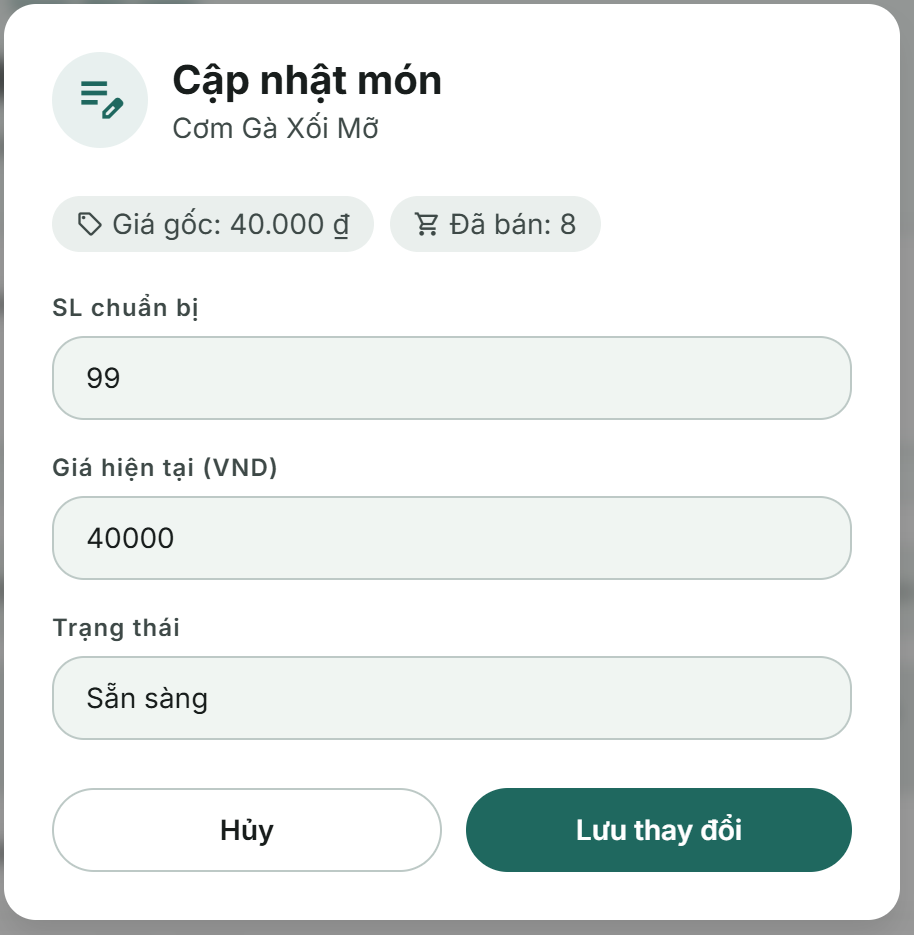 Cập nhật món
Cơm Gà Xối Mỡ
Giá gốc: 40.000 ₫
Đã bán: 8
SL chuẩn bị
99
Giá hiện tại (VND)
40000
Trạng thái
Sẵn sàng
Hủy
Lưu thay đổi